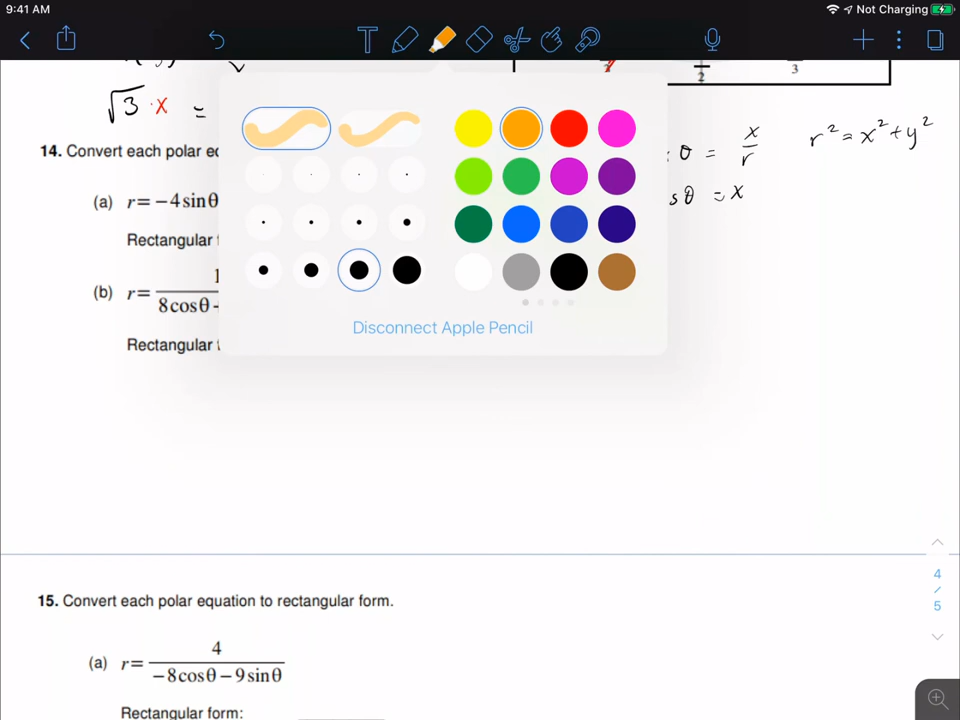 9:41 AM
Not Charging
√3 · x =
θ = x/r
r² = x² + y²
sθ = x
2
3
14. Convert each polar eq
(a) r = −4 sinθ
Rectangular f
(b) r = 1
8cosθ −
Rectangular f
Disconnect Apple Pencil
4
/
5
15. Convert each polar equation to rectangular form.
(a) r = 4
−8cosθ − 9sinθ
Rectangular form: